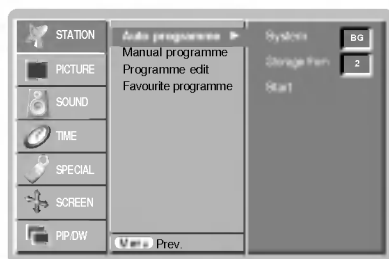 STATION
PICTURE
SOUND
TIME
SPECIAL
SCREEN
PIP/DW
Auto programme
Manual programme
Programme edit
Favourite programme
Menu Prev.
System BG
Storage from 2
Start